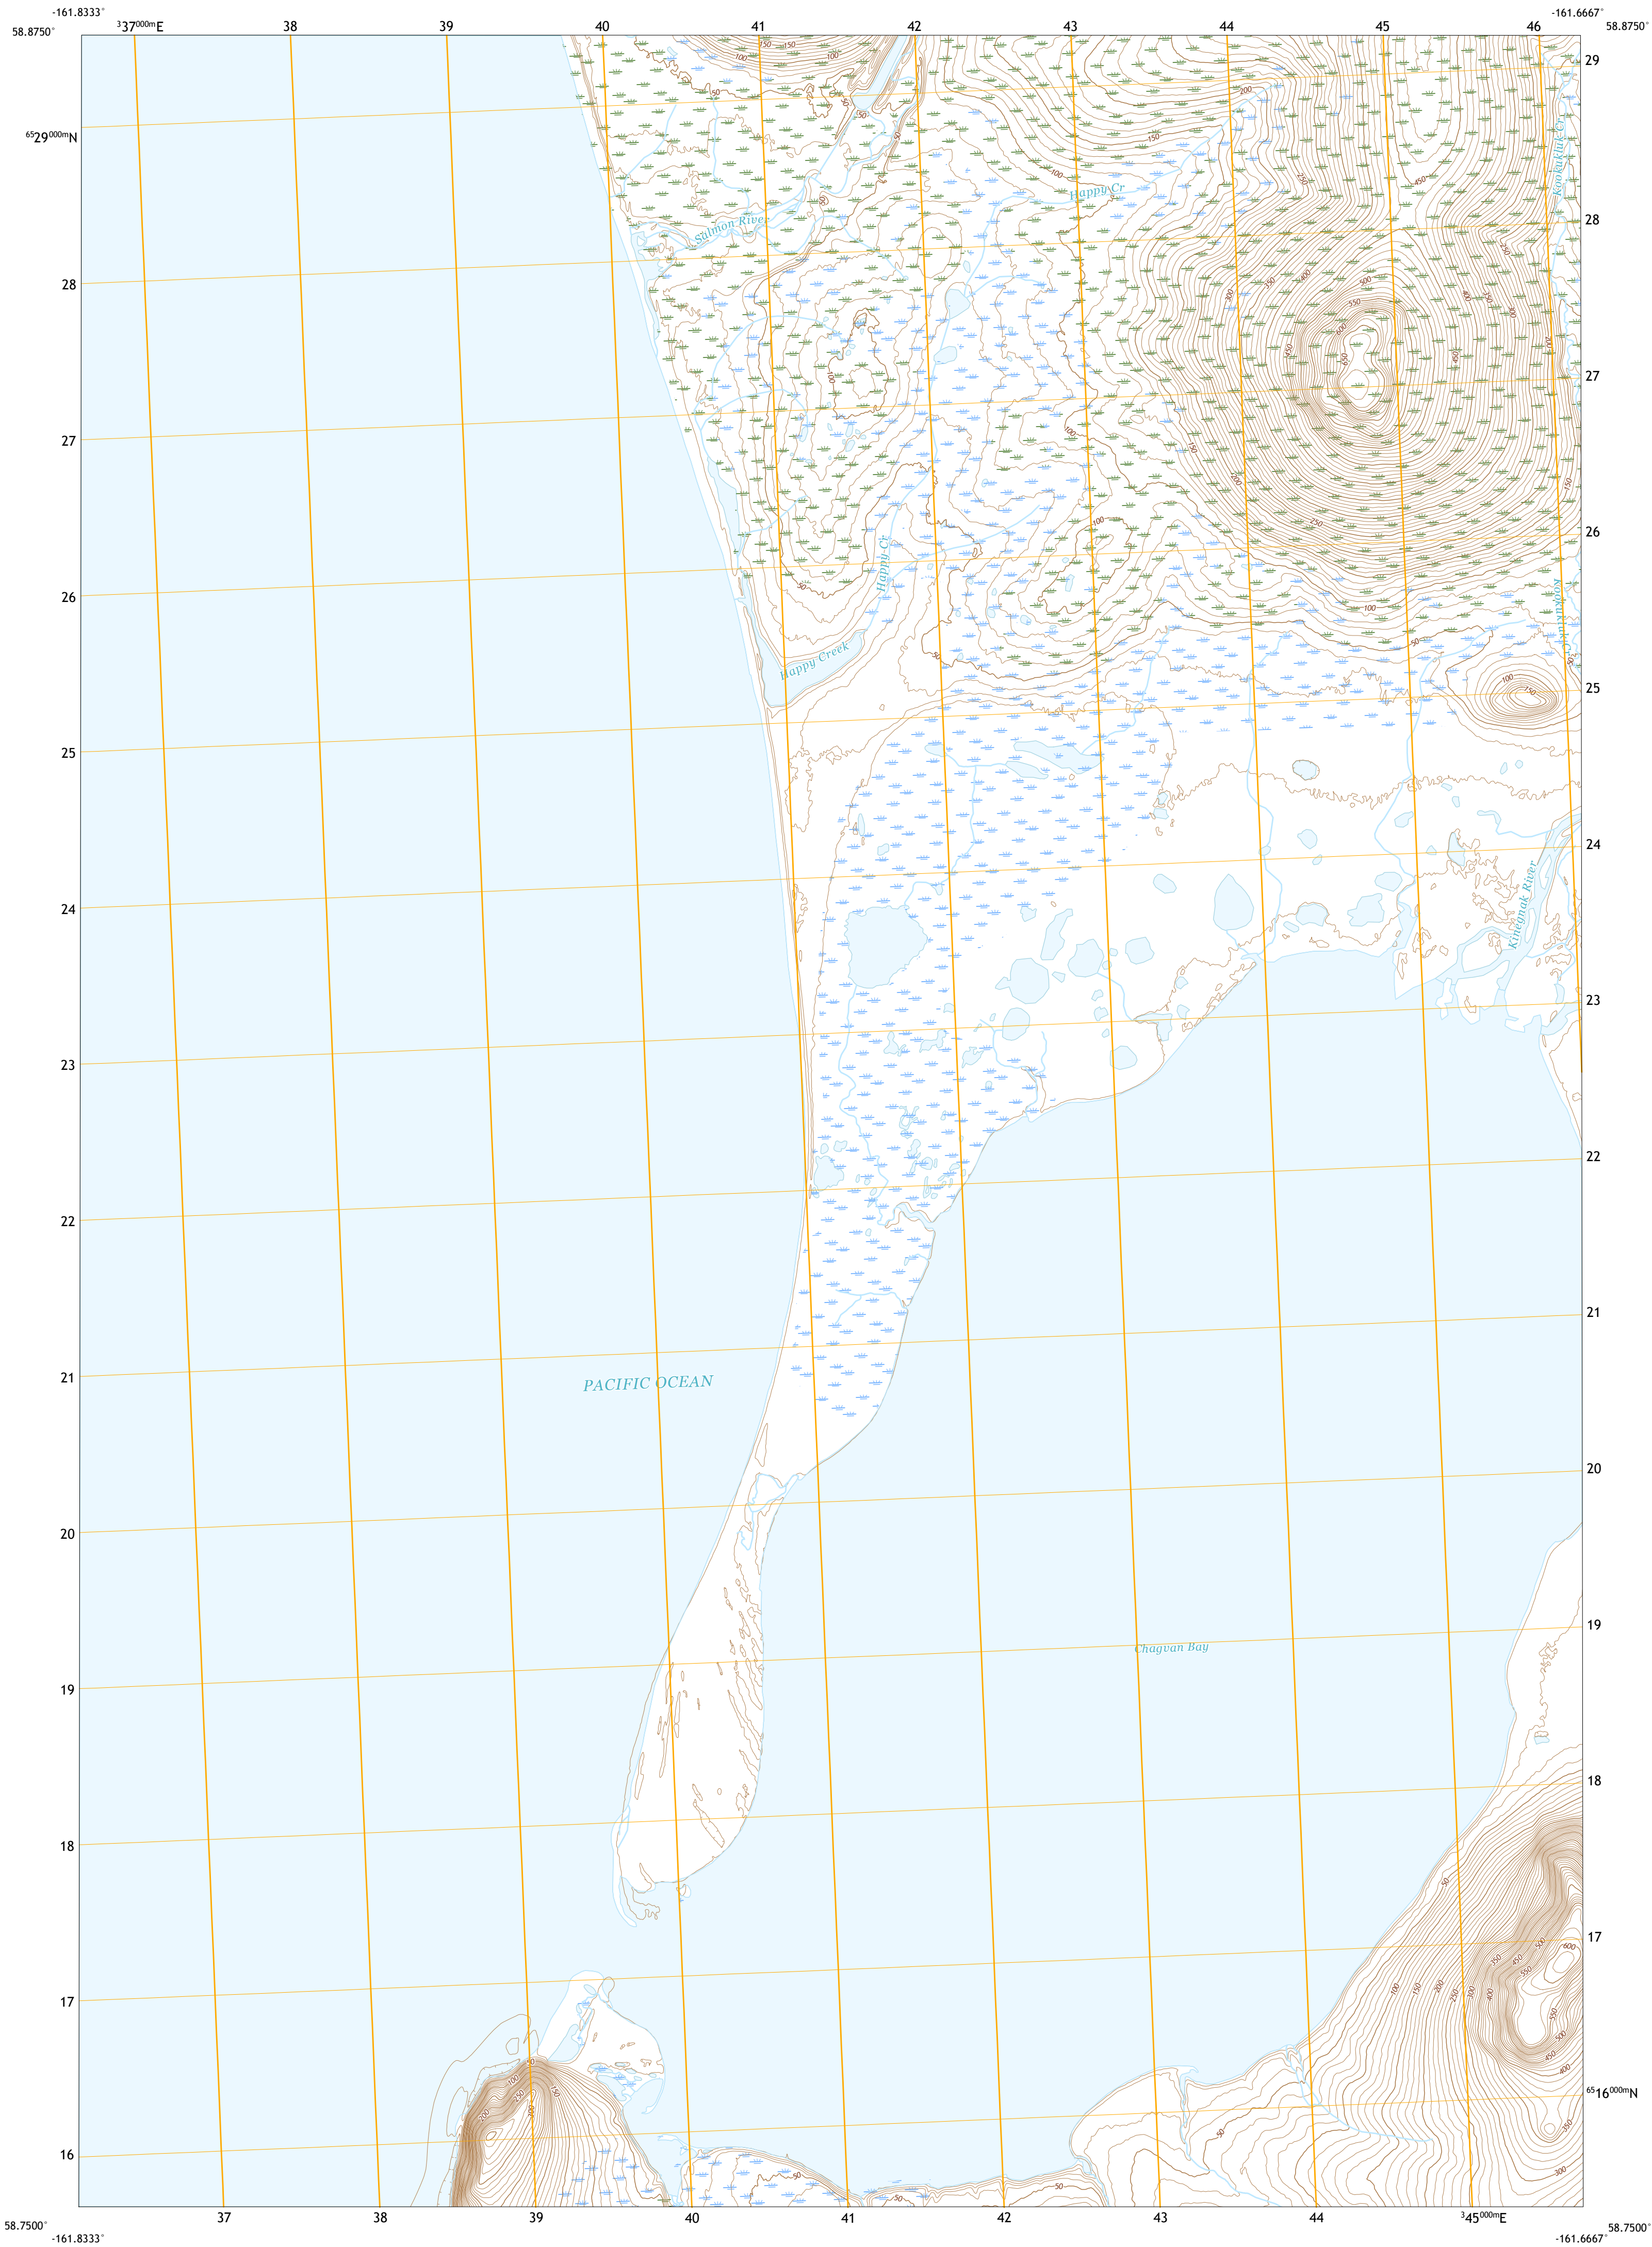 -161.8333° -161.6667°
58.8750° ³37⁰⁰⁰ᵐE 38 39 40 41 42 43 44 45 46 58.8750°
29
65 29⁰⁰⁰ᵐN
Kookukluk Cr
Happy Cr
Salmon River
28
28
27
27
26
Happy Cr
26
Kookukluk Cr
Happy Creek
25
25
24
Kinegnak River
24
23
23
22
22
21
21
PACIFIC OCEAN
20
20
19
Chagvan Bay
19
18
18
17
17
65 16⁰⁰⁰ᵐN
16
37 38 39 40 41 42 43 44 ³45⁰⁰⁰ᵐE
58.7500° 58.7500°
-161.8333° -161.6667°